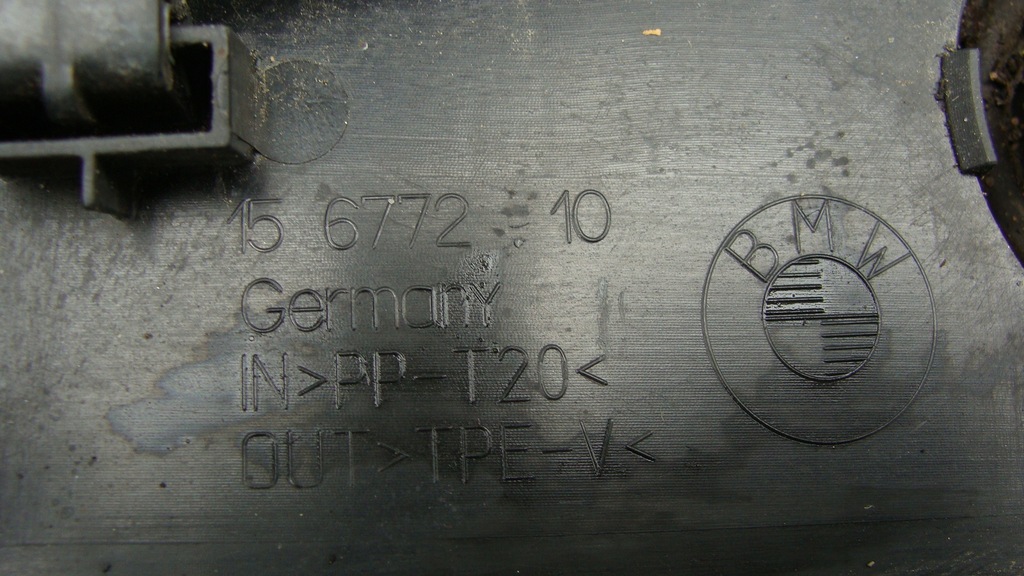 15 6772 10
Germany
IN>PP-T20<
OUT>TPE-V<
BMW